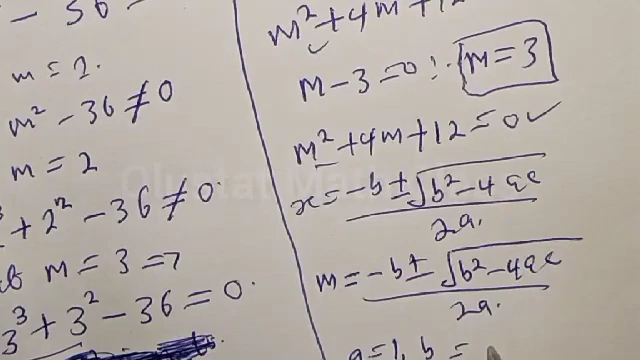 - 36
m = 2.
m² - 36 ≠ 0
m = 2
+ 2² - 36 ≠ 0.
m = 3 =>
3³ + 3² - 36 = 0.
m² + 4m + 12
m - 3 = 0 ∴ m = 3
m² + 4m + 12 = 0 ✓
x = -b ± √b² - 4ac
2a.
m = -b ± √b² - 4ac
2a.
a = 1, b =